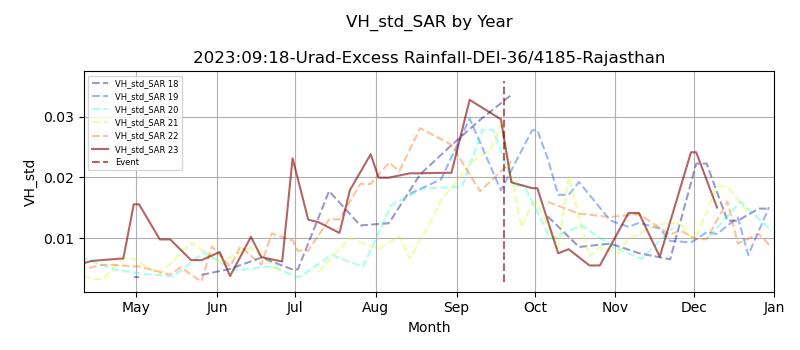 VH_std_SAR by Year
2023:09:18-Urad-Excess Rainfall-DEI-36/4185-Rajasthan
VH_std_SAR 18
VH_std_SAR 19
VH_std_SAR 20
VH_std_SAR 21
VH_std_SAR 22
VH_std_SAR 23
Event
0.03
0.02
0.01
VH_std
May Jun Jul Aug Sep Oct Nov Dec Jan
Month